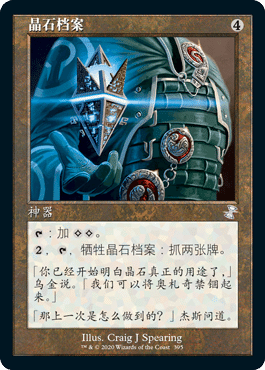 晶石档案 4
神器
：加◇◇。
2，，牺牲晶石档案：抓两张牌。
「你已经开始明白晶石真正的用途了，」
乌金说。「我们可以将奥札奇禁锢起
来。」
「那上一次是怎么做到的？」杰斯问道。
Illus. Craig J Spearing
™ & © 2020 Wizards of the Coast 395